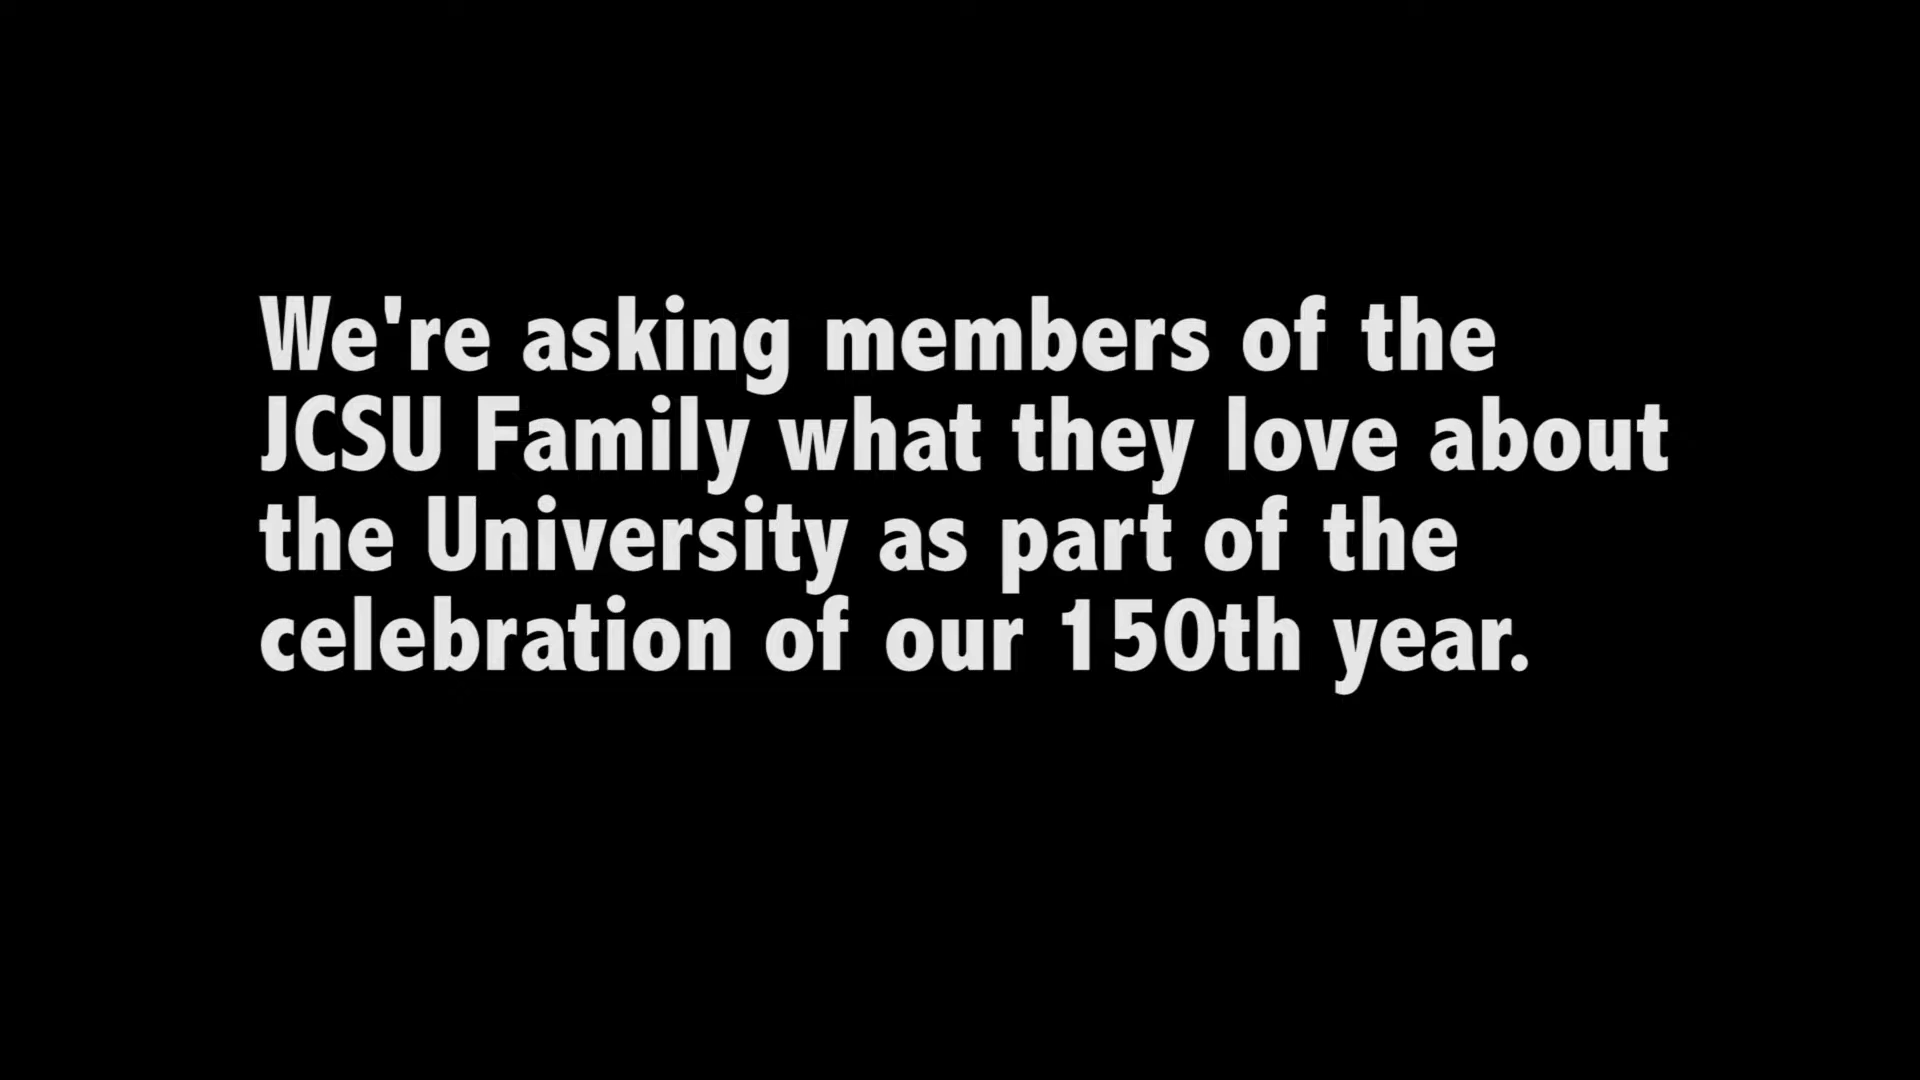 We're asking members of the
JCSU Family what they love about
the University as part of the
celebration of our 150th year.